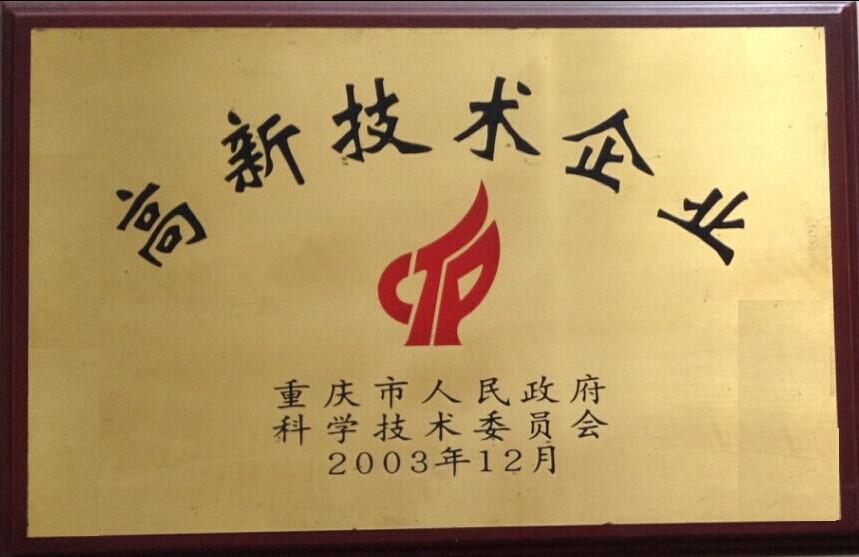 高新技术企业
CTP
重庆市人民政府
科学技术委员会
2003年12月